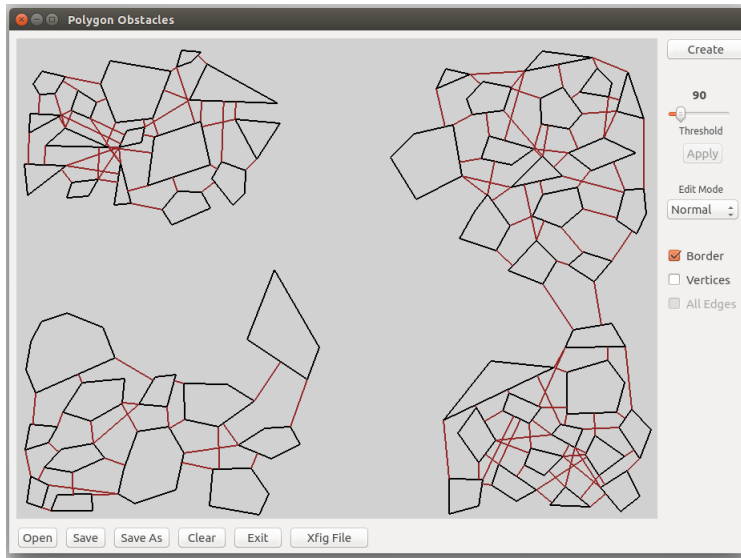 Polygon Obstacles
Create
90
Threshold
Apply
Edit Mode
Normal
Border
Vertices
All Edges
Open Save Save As Clear Exit Xfig File